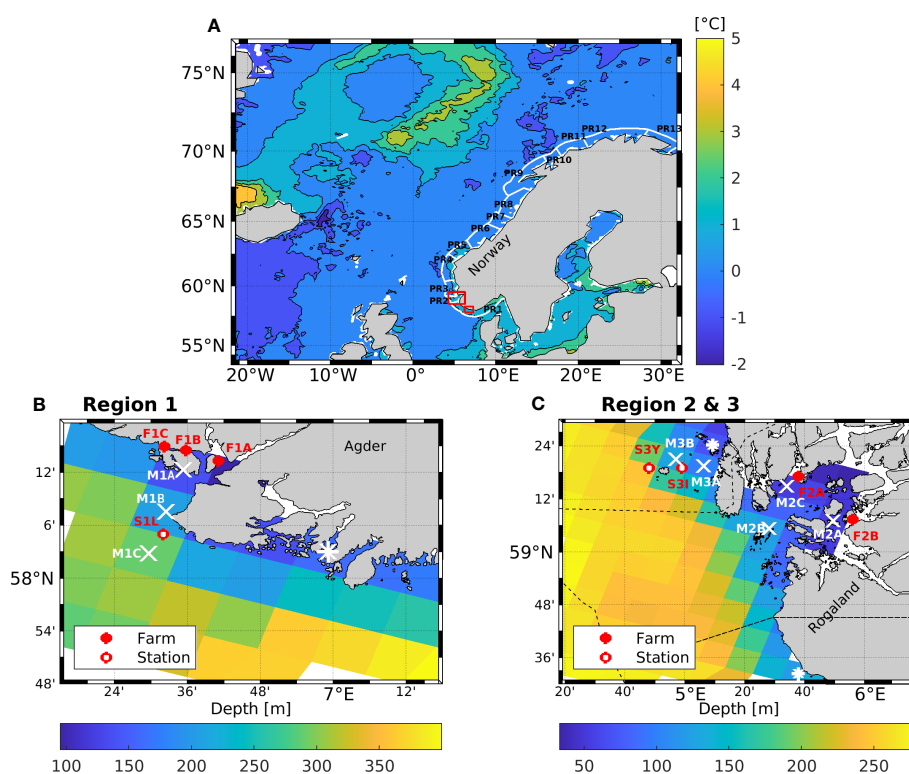 A
[°C]
75°N
70°N
65°N
60°N
55°N
20°W
10°W
0°
10°E
20°E
30°E
PR13
PR12
PR11
PR10
PR9
PR8
PR7
PR6
PR5
PR4
PR3
PR2
PR1
Norway
5
4
3
2
1
0
-1
-2
B Region 1
F1C
F1B
F1A
M1A
M1B
S1L
M1C
Agder
12'
6'
58°N
54'
48'
Farm
Station
24'
36'
48'
7°E
12'
Depth [m]
100
150
200
250
300
350
C Region 2 & 3
S3Y
M3B
S3I
M3A
F2A
M2C
M2B
M2A
F2B
Rogaland
24'
12'
59°N
48'
36'
Farm
Station
20'
40'
5°E
20'
40'
6°E
Depth [m]
50
100
150
200
250